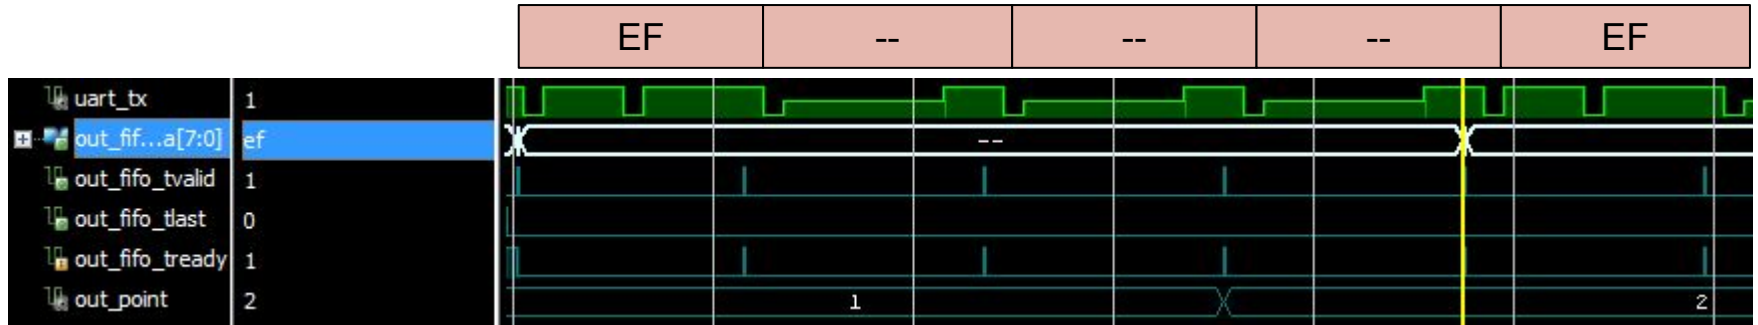 EF -- -- -- EF
uart_tx 1
out_fif...a[7:0] ef --
out_fifo_tvalid 1
out_fifo_tlast 0
out_fifo_tready 1
out_point 2 1 2